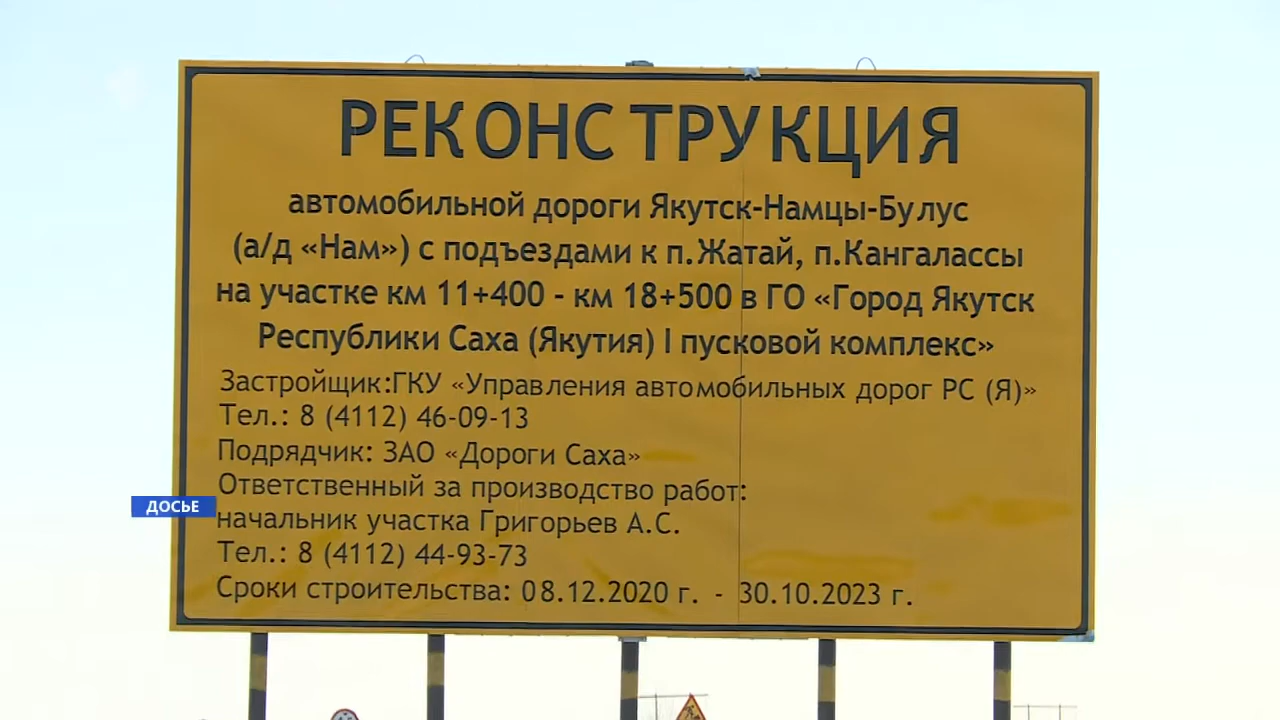 РЕКОНСТРУКЦИЯ
автомобильной дороги Якутск-Намцы-Булус
(а/д «Нам») с подъездами к п.Жатай, п.Кангалассы
на участке км 11+400 - км 18+500 в ГО «Город Якутск
Республики Саха (Якутия) I пусковой комплекс»
Застройщик:ГКУ «Управления автомобильных дорог РС (Я)»
Тел.: 8 (4112) 46-09-13
Подрядчик: ЗАО «Дороги Саха»
Ответственный за производство работ:
ДОСЬЕ
начальник участка Григорьев А.С.
Тел.: 8 (4112) 44-93-73
Сроки строительства: 08.12.2020 г. - 30.10.2023 г.